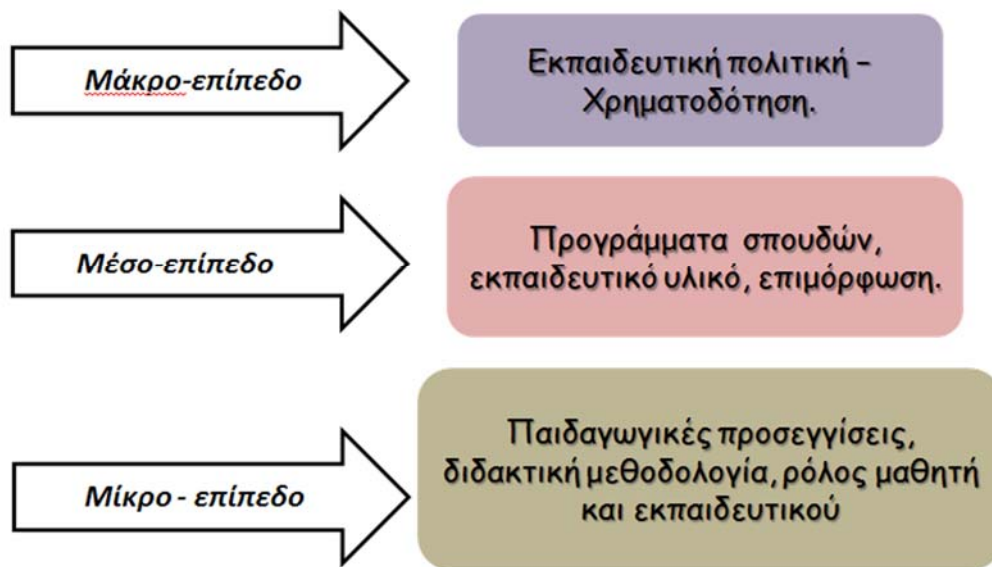 Μάκρο-επίπεδο
Εκπαιδευτική πολιτική –
Χρηματοδότηση.
Μέσο-επίπεδο
Προγράμματα σπουδών,
εκπαιδευτικό υλικό, επιμόρφωση.
Μίκρο - επίπεδο
Παιδαγωγικές προσεγγίσεις,
διδακτική μεθοδολογία, ρόλος μαθητή
και εκπαιδευτικού